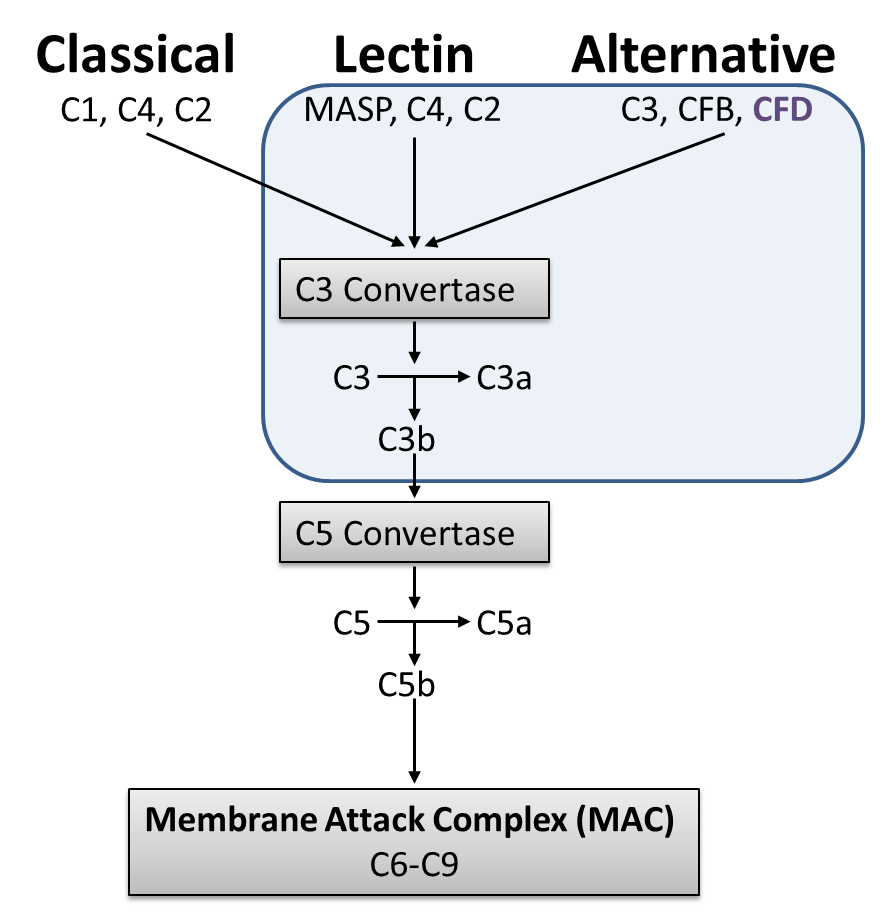 Classical Lectin Alternative
C1, C4, C2 MASP, C4, C2 C3, CFB, CFD
C3 Convertase
C3 C3a
C3b
C5 Convertase
C5 C5a
C5b
Membrane Attack Complex (MAC)
C6-C9